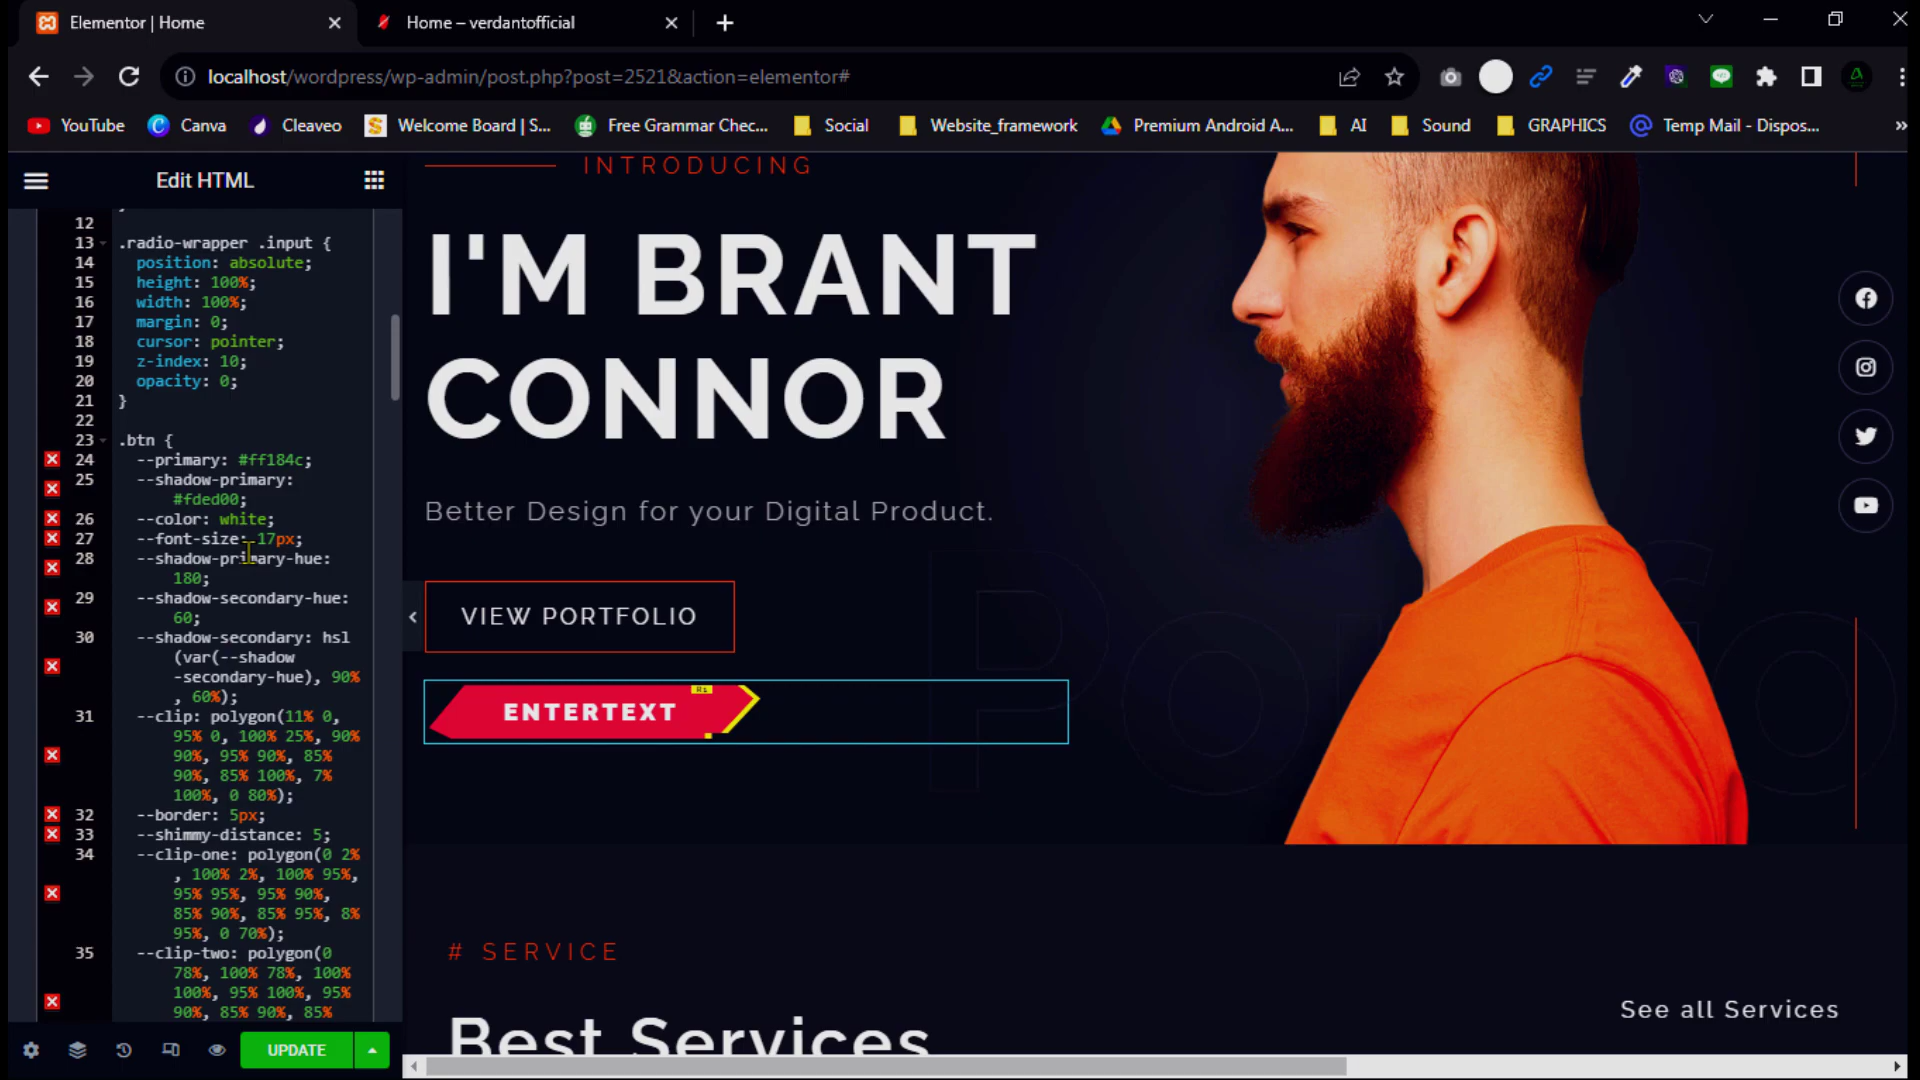 Elementor | Home
Home – verdantofficial
localhost/wordpress/wp-admin/post.php?post=2521&action=elementor#
YouTube
Canva
Cleaveo
Welcome Board | S...
Free Grammar Chec...
Social
Website_framework
Premium Android A...
AI
Sound
GRAPHICS
Temp Mail - Dispos...
»
Edit HTML
12
13 .radio-wrapper .input {
14 position: absolute;
15 height: 100%;
16 width: 100%;
17 margin: 0;
18 cursor: pointer;
19 z-index: 10;
20 opacity: 0;
21 }
22
23 .btn {
24 --primary: #ff184c;
25 --shadow-primary:
#fded00;
26 --color: white;
27 --font-size: 17px;
28 --shadow-primary-hue:
180;
29 --shadow-secondary-hue:
60;
30 --shadow-secondary: hsl
(var(--shadow
-secondary-hue), 90%
, 60%);
31 --clip: polygon(11% 0,
95% 0, 100% 25%, 90%
90%, 95% 90%, 85%
90%, 85% 100%, 7%
100%, 0 80%);
32 --border: 5px;
33 --shimmy-distance: 5;
34 --clip-one: polygon(0 2%
, 100% 2%, 100% 95%,
95% 95%, 95% 90%,
85% 90%, 85% 95%, 8%
95%, 0 70%);
35 --clip-two: polygon(0
78%, 100% 78%, 100%
100%, 95% 100%, 95%
90%, 85% 90%, 85%
UPDATE
INTRODUCING
I'M BRANT
CONNOR
Better Design for your Digital Product.
VIEW PORTFOLIO
R1
ENTERTEXT
Portfo
# SERVICE
Best Services
See all Services